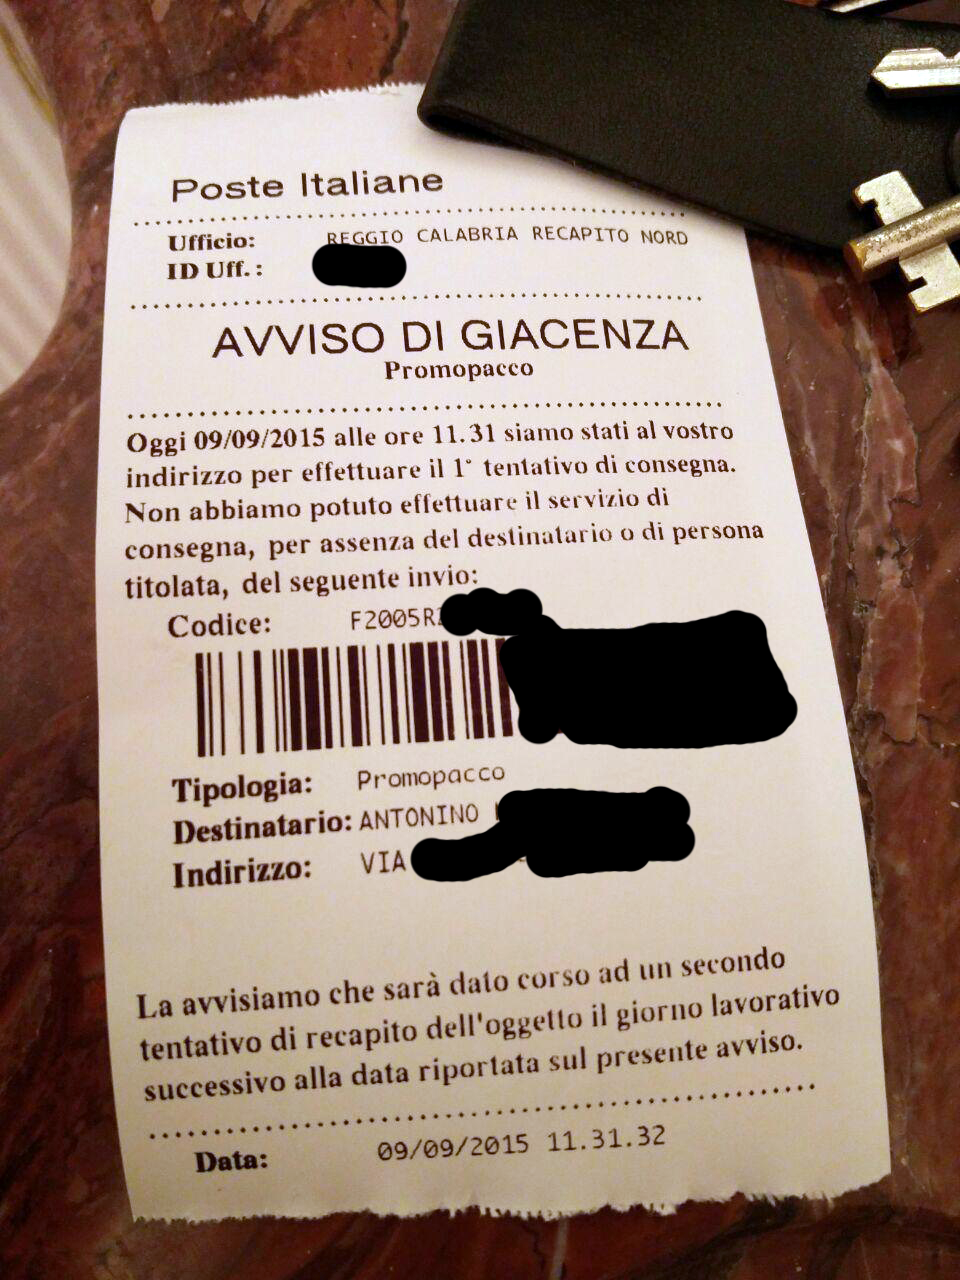 Poste Italiane
Ufficio: REGGIO CALABRIA RECAPITO NORD
ID Uff.:
AVVISO DI GIACENZA
Promopacco
Oggi 09/09/2015 alle ore 11.31 siamo stati al vostro
indirizzo per effettuare il 1° tentativo di consegna.
Non abbiamo potuto effettuare il servizio di
consegna, per assenza del destinatario o di persona
titolata, del seguente invio:
Codice: F2005R
Tipologia: Promopacco
Destinatario: ANTONINO
Indirizzo: VIA
La avvisiamo che sarà dato corso ad un secondo
tentativo di recapito dell'oggetto il giorno lavorativo
successivo alla data riportata sul presente avviso.
Data: 09/09/2015 11.31.32